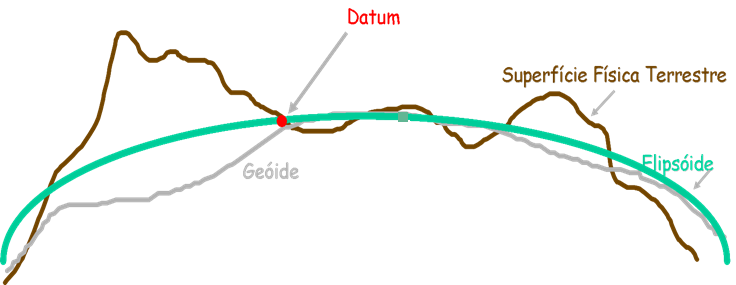 Datum
Superfície Física Terrestre
Elipsóide
Geóide